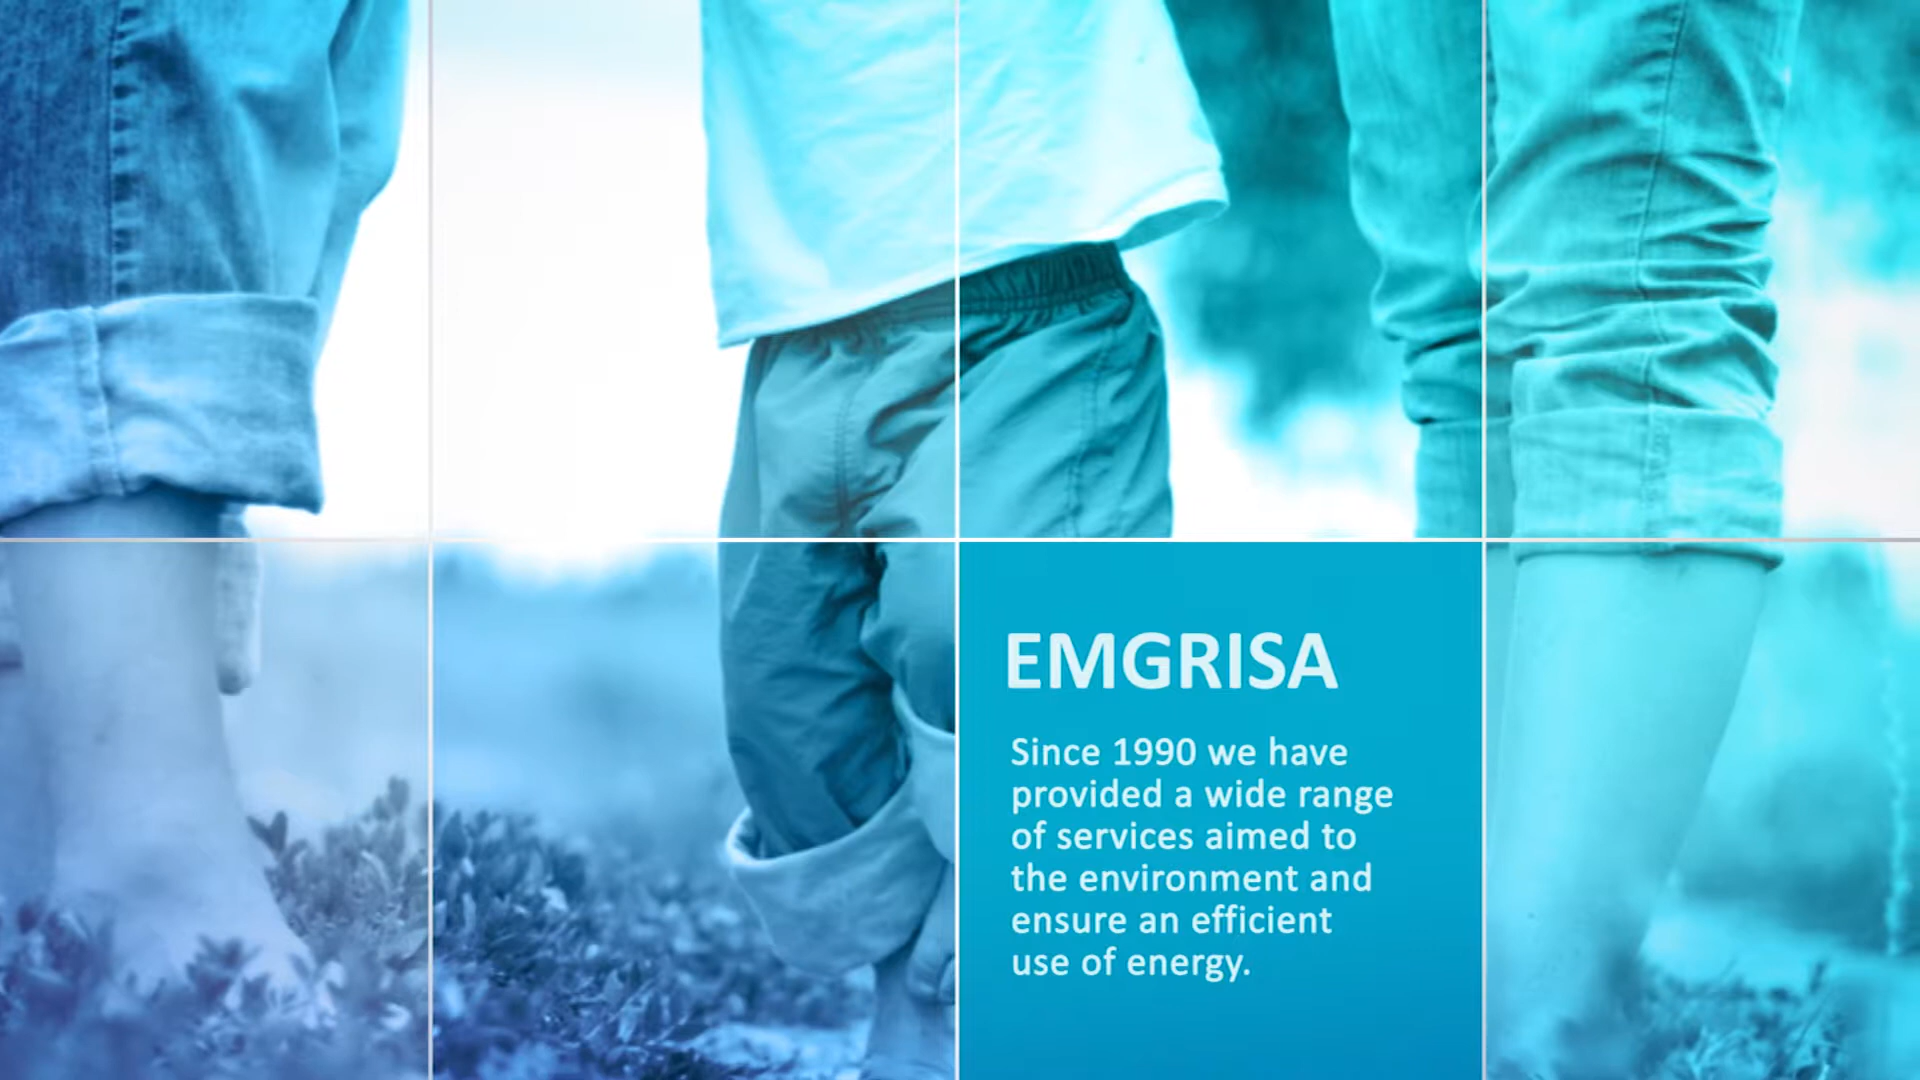 EMGRISA
Since 1990 we have
provided a wide range
of services aimed to
the environment and
ensure an efficient
use of energy.